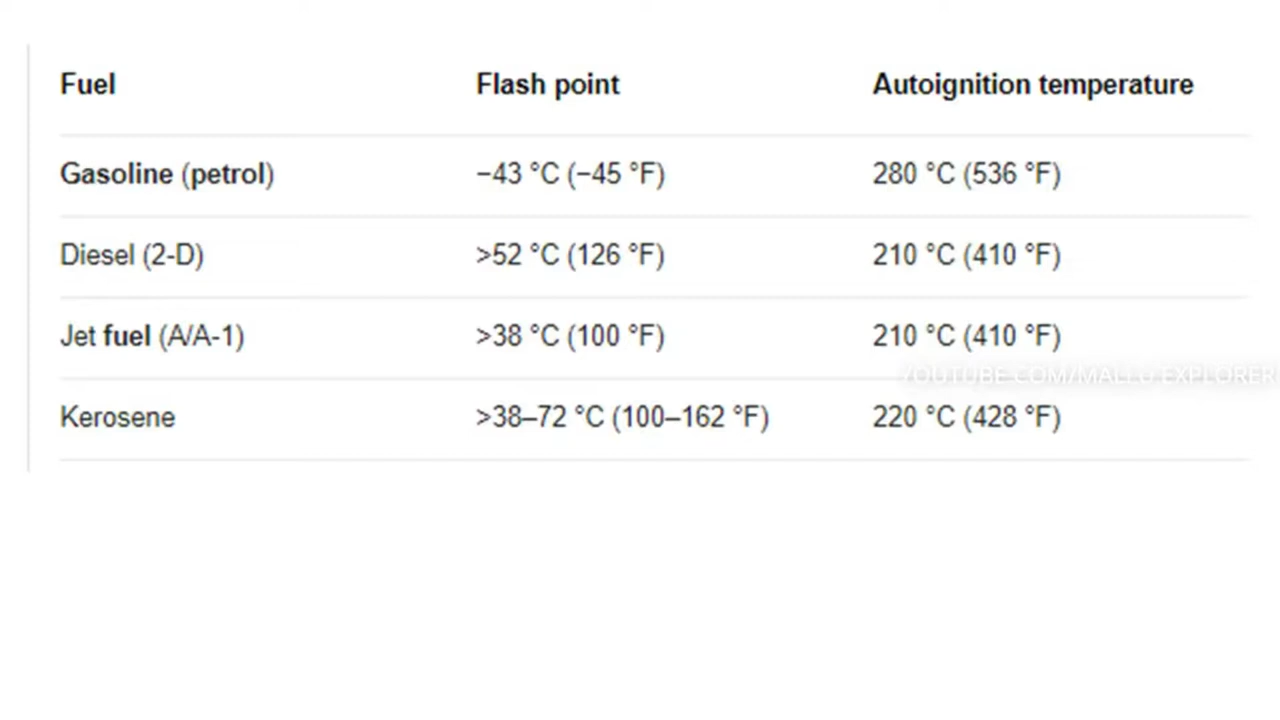 Fuel Flash point Autoignition temperature
Gasoline (petrol) −43 °C (−45 °F) 280 °C (536 °F)
Diesel (2-D) >52 °C (126 °F) 210 °C (410 °F)
Jet fuel (A/A-1) >38 °C (100 °F) 210 °C (410 °F)
YOUTUBE.COM/MALLU EXPLORER
Kerosene >38–72 °C (100–162 °F) 220 °C (428 °F)